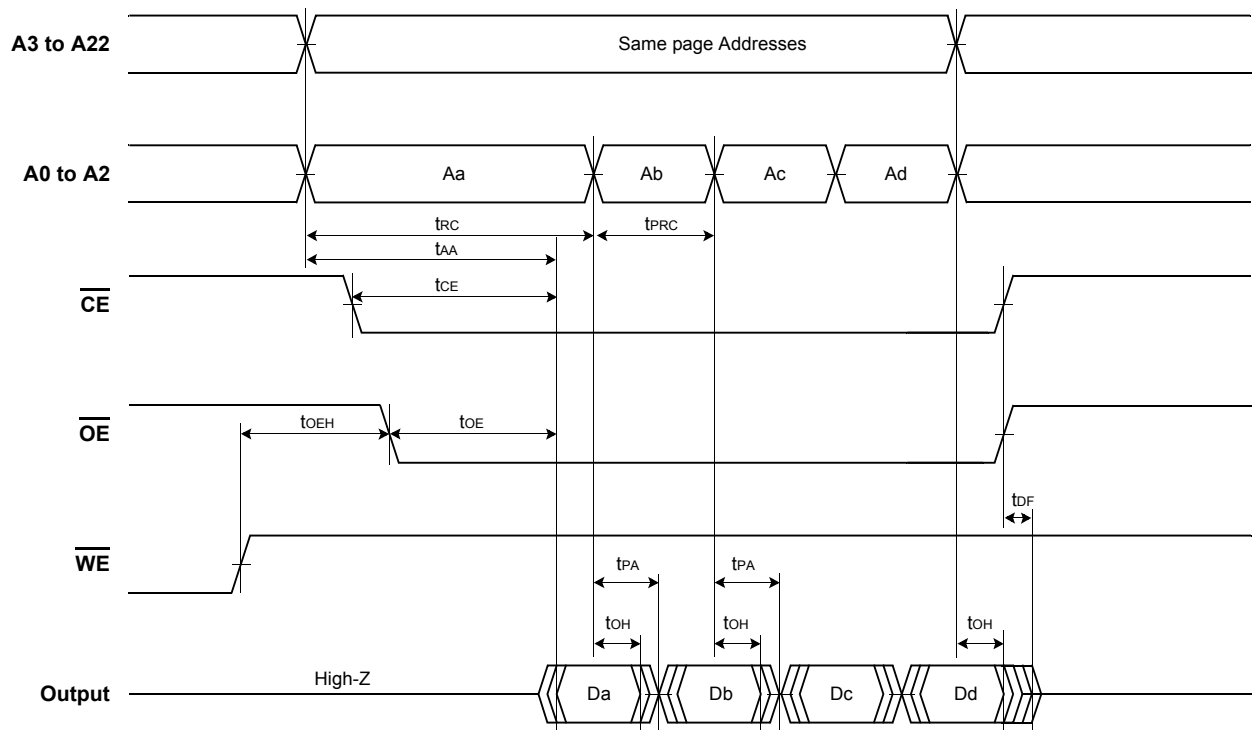 A3 to A22
Same page Addresses
A0 to A2
Aa
Ab
Ac
Ad
tRC
tPRC
tAA
CE
tCE
OE
tOEH
tOE
tDF
WE
tPA
tPA
tOH
tOH
tOH
Output
High-Z
Da
Db
Dc
Dd